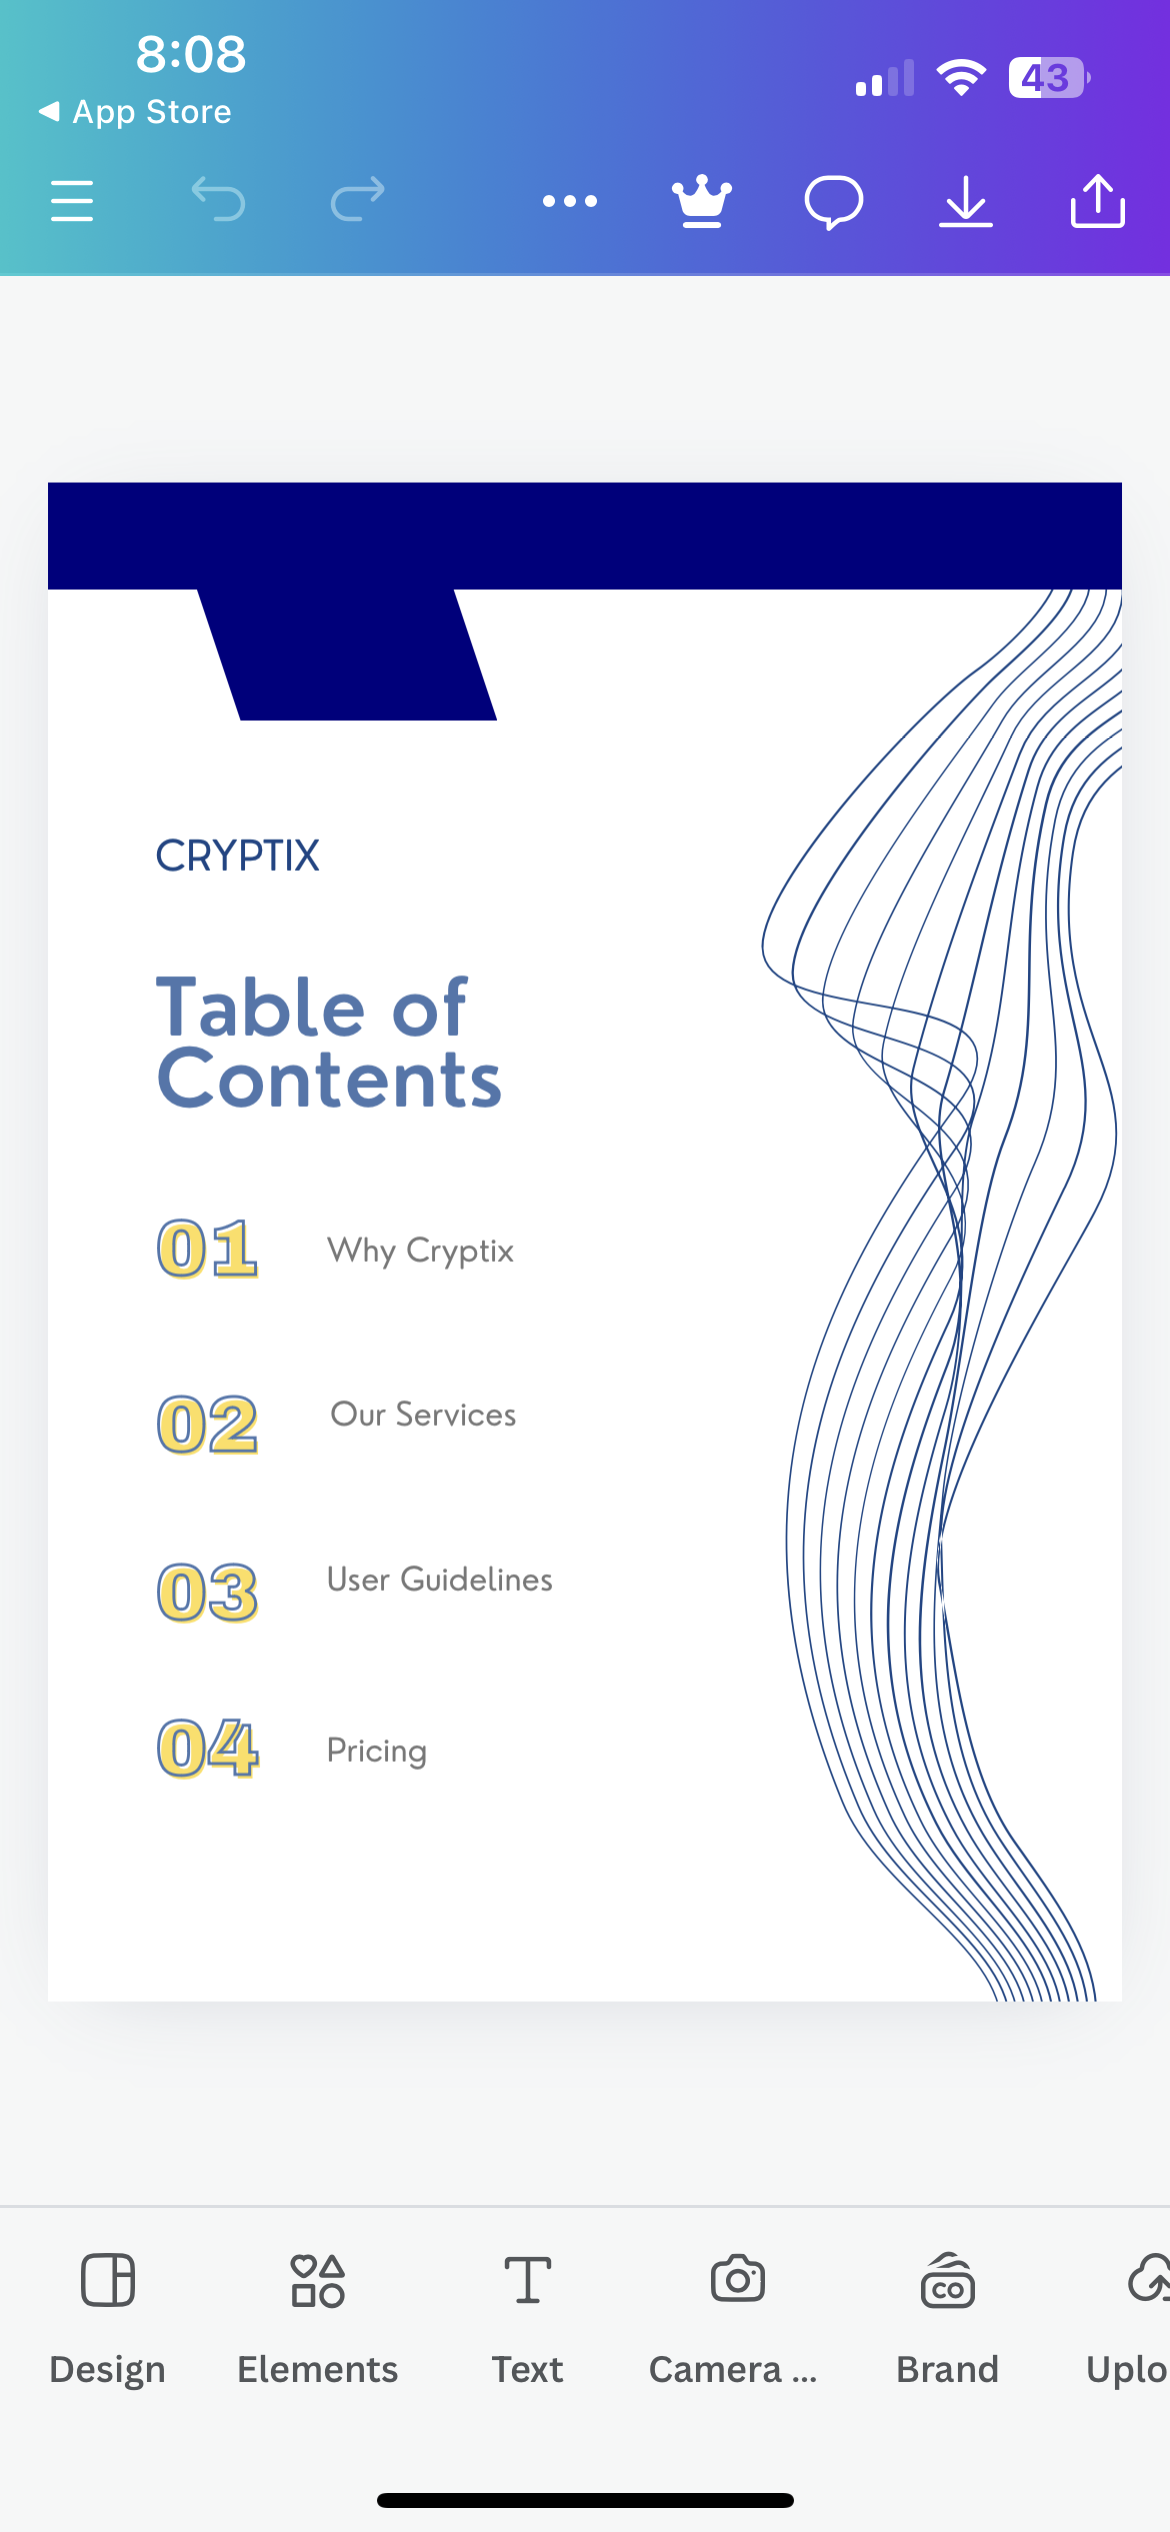 8:08
43
App Store
CRYPTIX
Table of
Contents
01 Why Cryptix
02 Our Services
03 User Guidelines
04 Pricing
CO
Design Elements Text Camera ... Brand Uplo